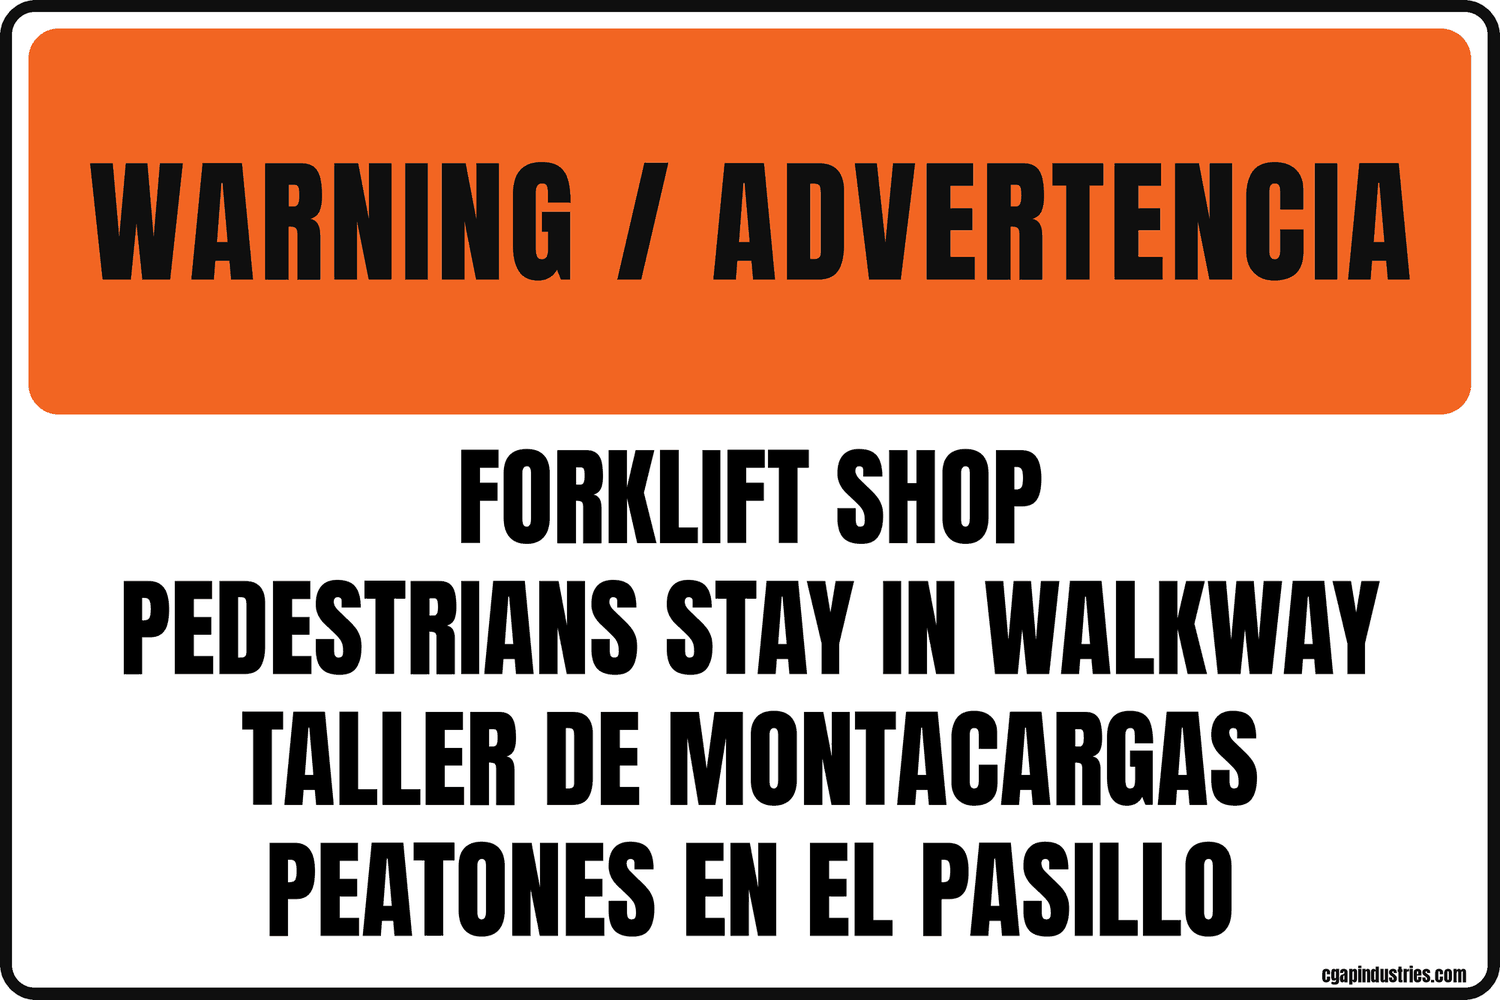 WARNING / ADVERTENCIA
FORKLIFT SHOP
PEDESTRIANS STAY IN WALKWAY
TALLER DE MONTACARGAS
PEATONES EN EL PASILLO
cgapindustries.com